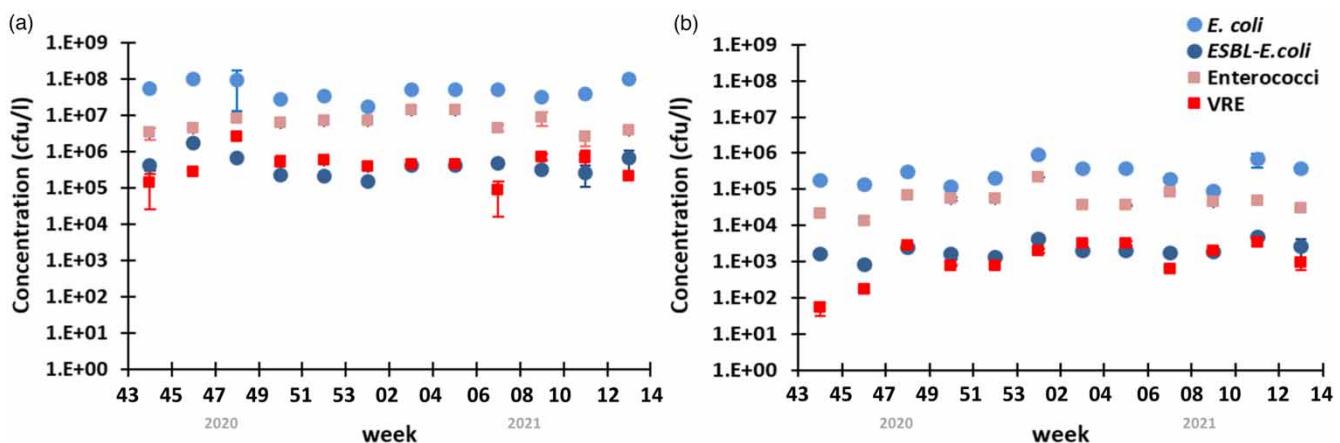 (a)
1.E+09
1.E+08
1.E+07
1.E+06
1.E+05
1.E+04
1.E+03
1.E+02
1.E+01
1.E+00
Concentration (cfu/l)
43 45 47 49 51 53 02 04 06 08 10 12 14
2020 2021
week
(b)
1.E+09
1.E+08
1.E+07
1.E+06
1.E+05
1.E+04
1.E+03
1.E+02
1.E+01
1.E+00
Concentration (cfu/l)
43 45 47 49 51 53 02 04 06 08 10 12 14
2020 2021
week
E. coli
ESBL-E.coli
Enterococci
VRE